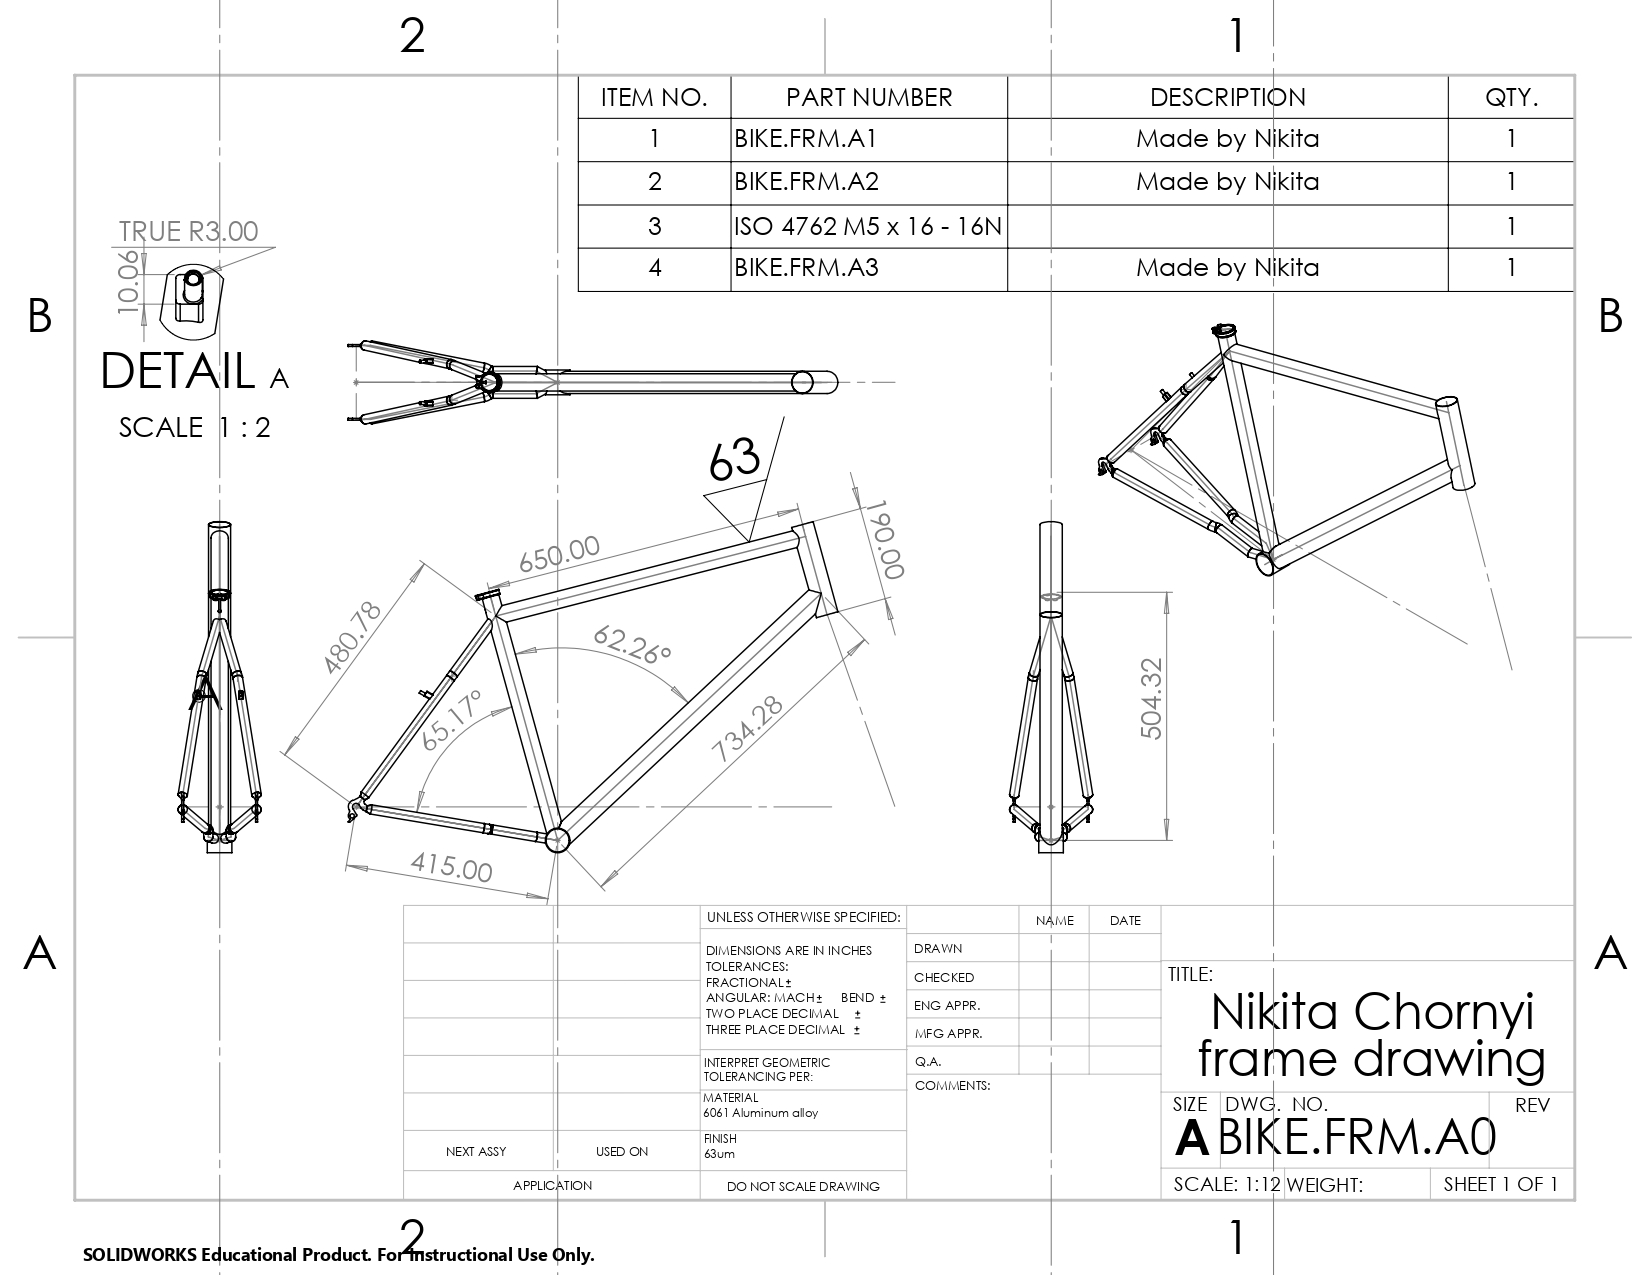 2 1
ITEM NO. PART NUMBER DESCRIPTION QTY.
1 BIKE.FRM.A1 Made by Nikita 1
2 BIKE.FRM.A2 Made by Nikita 1
3 ISO 4762 M5 x 16 - 16N 1
4 BIKE.FRM.A3 Made by Nikita 1
TRUE R3.00
10.06
DETAIL A
SCALE 1 : 2
B B
63
650.00
190.00
480.78
62.26°
65.17°
734.28
415.00
A
504.32
A A
UNLESS OTHERWISE SPECIFIED:
DIMENSIONS ARE IN INCHES
TOLERANCES:
FRACTIONAL±
ANGULAR: MACH± BEND ±
TWO PLACE DECIMAL ±
THREE PLACE DECIMAL ±
INTERPRET GEOMETRIC
TOLERANCING PER:
MATERIAL
6061 Aluminum alloy
FINISH
63um
NEXT ASSY USED ON
APPLICATION
DO NOT SCALE DRAWING
NAME DATE
DRAWN
CHECKED
ENG APPR.
MFG APPR.
Q.A.
COMMENTS:
TITLE:
Nikita Chornyi
frame drawing
SIZE DWG. NO. REV
A BIKE.FRM.A0
SCALE: 1:12 WEIGHT: SHEET 1 OF 1
2 1
SOLIDWORKS Educational Product. For Instructional Use Only.